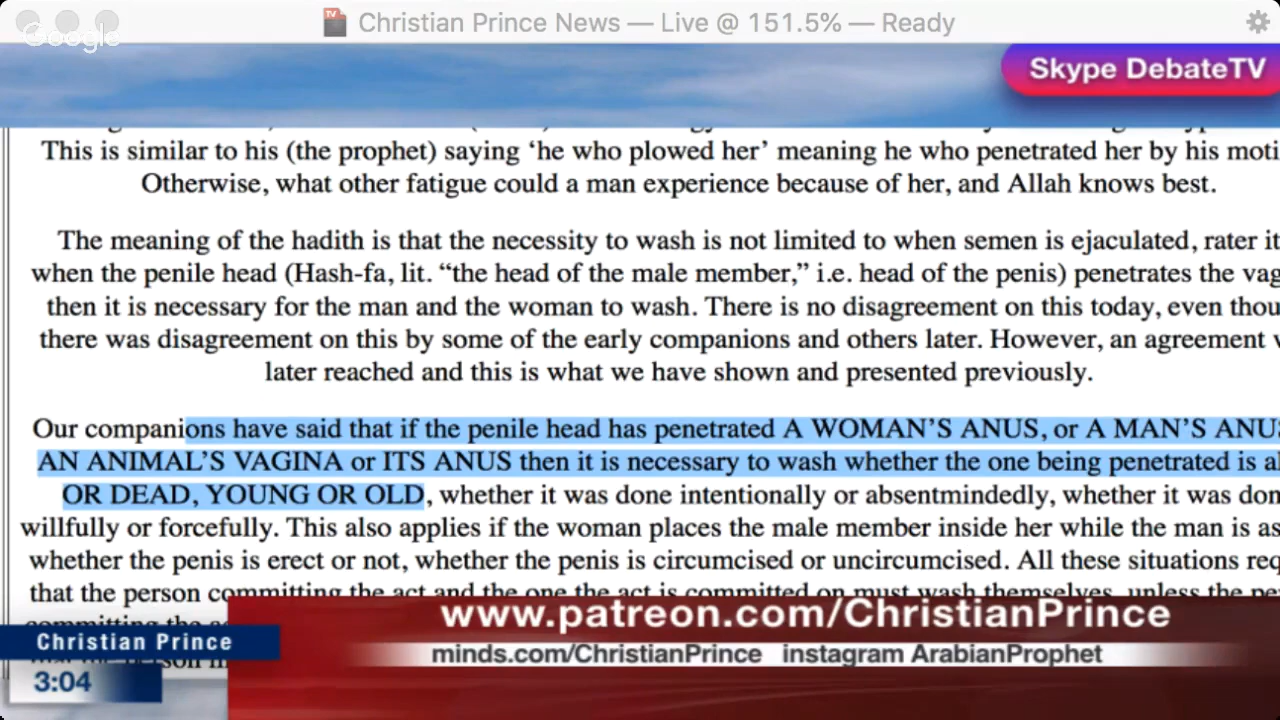 Christian Prince News — Live @ 151.5% — Ready
Google
Skype DebateTV
This is similar to his (the prophet) saying ‘he who plowed her’ meaning he who penetrated her by his moti
Otherwise, what other fatigue could a man experience because of her, and Allah knows best.
The meaning of the hadith is that the necessity to wash is not limited to when semen is ejaculated, rater it
when the penile head (Hash-fa, lit. “the head of the male member,” i.e. head of the penis) penetrates the vag
then it is necessary for the man and the woman to wash. There is no disagreement on this today, even thou
there was disagreement on this by some of the early companions and others later. However, an agreement
later reached and this is what we have shown and presented previously.
Our companions have said that if the penile head has penetrated A WOMAN’S ANUS, or A MAN’S ANUS
AN ANIMAL’S VAGINA or ITS ANUS then it is necessary to wash whether the one being penetrated is al
OR DEAD, YOUNG OR OLD, whether it was done intentionally or absentmindedly, whether it was don
willfully or forcefully. This also applies if the woman places the male member inside her while the man is as
whether the penis is erect or not, whether the penis is circumcised or uncircumcised. All these situations req
that the person committing the act and the one the act is committed on must wash themselves, unless the pe
committing the
www.patreon.com/ChristianPrince
Christian Prince
minds.com/ChristianPrince instagram ArabianProphet
3:04